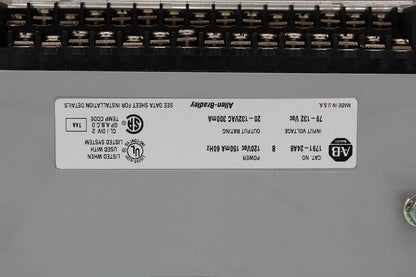 AB
QUALITY
CAT. NO.
1791-24A8
B
POWER
120Vac 150mA 60Hz
INPUT VOLTAGE
79 - 132 Vac
OUTPUT RATING
20-132VAC 300mA
MADE IN U.S.A.
Allen-Bradley
UL
LISTED WHEN
USED WITH
LISTED SYSTEM
CL I DIV 2
GP A,B,C,D
TEMP CODE
T4A
SEE DATA SHEET FOR INSTALLATION DETAILS